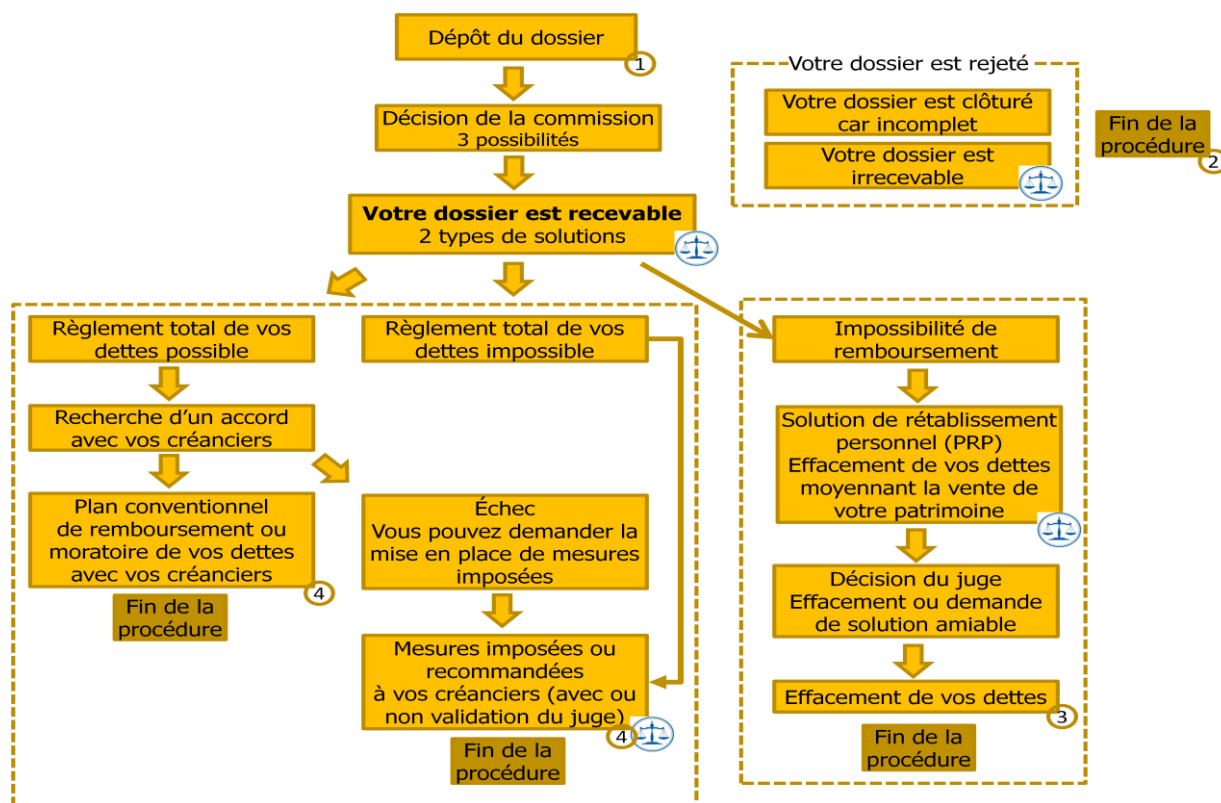 Dépôt du dossier
1
Décision de la commission
3 possibilités
Votre dossier est rejeté
Votre dossier est clôturé
car incomplet
Votre dossier est
irrecevable
Fin de la
procédure
2
Votre dossier est recevable
2 types de solutions
Règlement total de vos
dettes possible
Recherche d'un accord
avec vos créanciers
Plan conventionnel
de remboursement ou
moratoire de vos dettes
avec vos créanciers
4
Fin de la
procédure
Règlement total de vos
dettes impossible
Échec
Vous pouvez demander la
mise en place de mesures
imposées
Mesures imposées ou
recommandées
à vos créanciers (avec ou
non validation du juge)
4
Fin de la
procédure
Impossibilité de
remboursement
Solution de rétablissement
personnel (PRP)
Effacement de vos dettes
moyennant la vente de
votre patrimoine
Décision du juge
Effacement ou demande
de solution amiable
Effacement de vos dettes
3
Fin de la
procédure